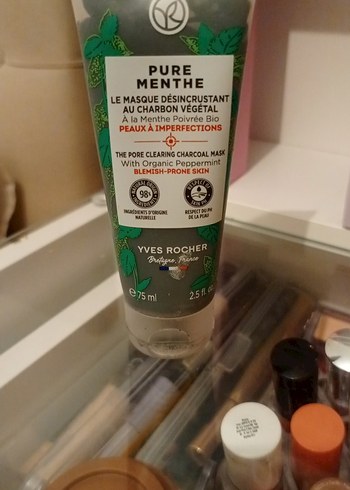 PURE
MENTHE
LE MASQUE DÉSINCRUSTANT
AU CHARBON VÉGÉTAL
À la Menthe Poivrée Bio
PEAUX À IMPERFECTIONS
THE PORE CLEARING CHARCOAL MASK
With Organic Peppermint
BLEMISH-PRONE SKIN
98%
INGRÉDIENTS D'ORIGINE
NATURELLE
RESPECT DU PH
DE LA PEAU
YVES ROCHER
Bretagne, France
℮ 75 ml
2.5 fl.